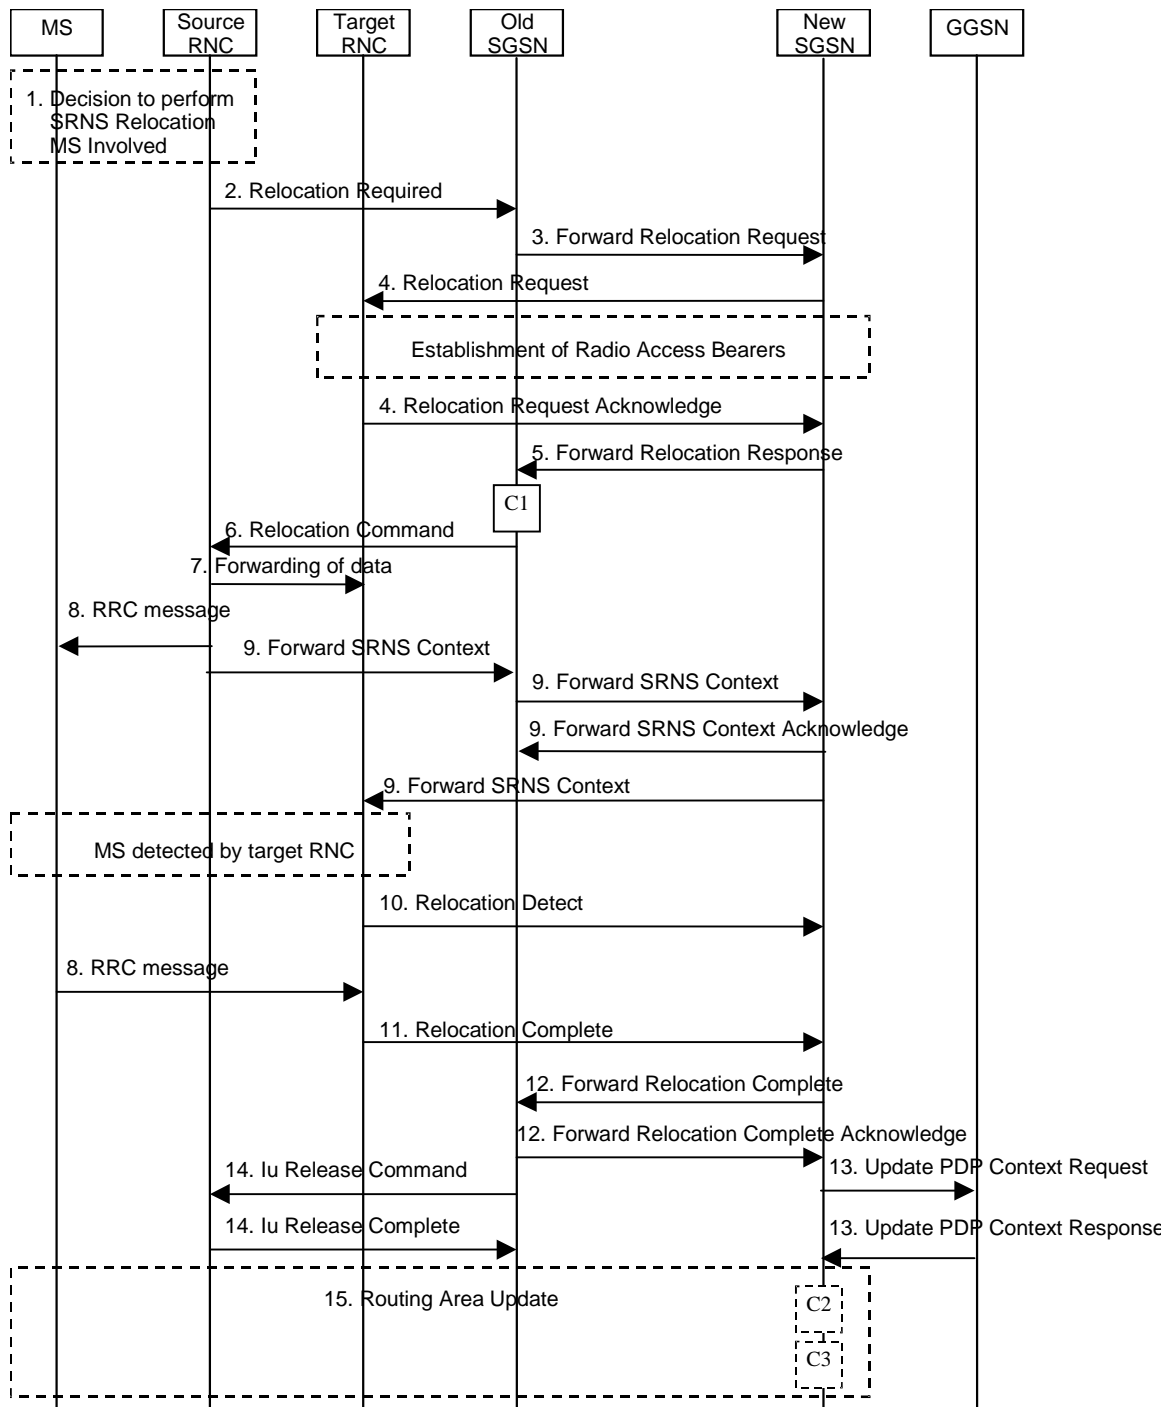 MS
Source
RNC
Target
RNC
Old
SGSN
New
SGSN
GGSN
1. Decision to perform
SRNS Relocation
MS Involved
2. Relocation Required
3. Forward Relocation Request
4. Relocation Request
Establishment of Radio Access Bearers
4. Relocation Request Acknowledge
5. Forward Relocation Response
C1
6. Relocation Command
7. Forwarding of data
8. RRC message
9. Forward SRNS Context
9. Forward SRNS Context
9. Forward SRNS Context Acknowledge
9. Forward SRNS Context
MS detected by target RNC
10. Relocation Detect
8. RRC message
11. Relocation Complete
12. Forward Relocation Complete
12. Forward Relocation Complete Acknowledge
14. Iu Release Command
13. Update PDP Context Request
14. Iu Release Complete
13. Update PDP Context Response
15. Routing Area Update
C2
C3